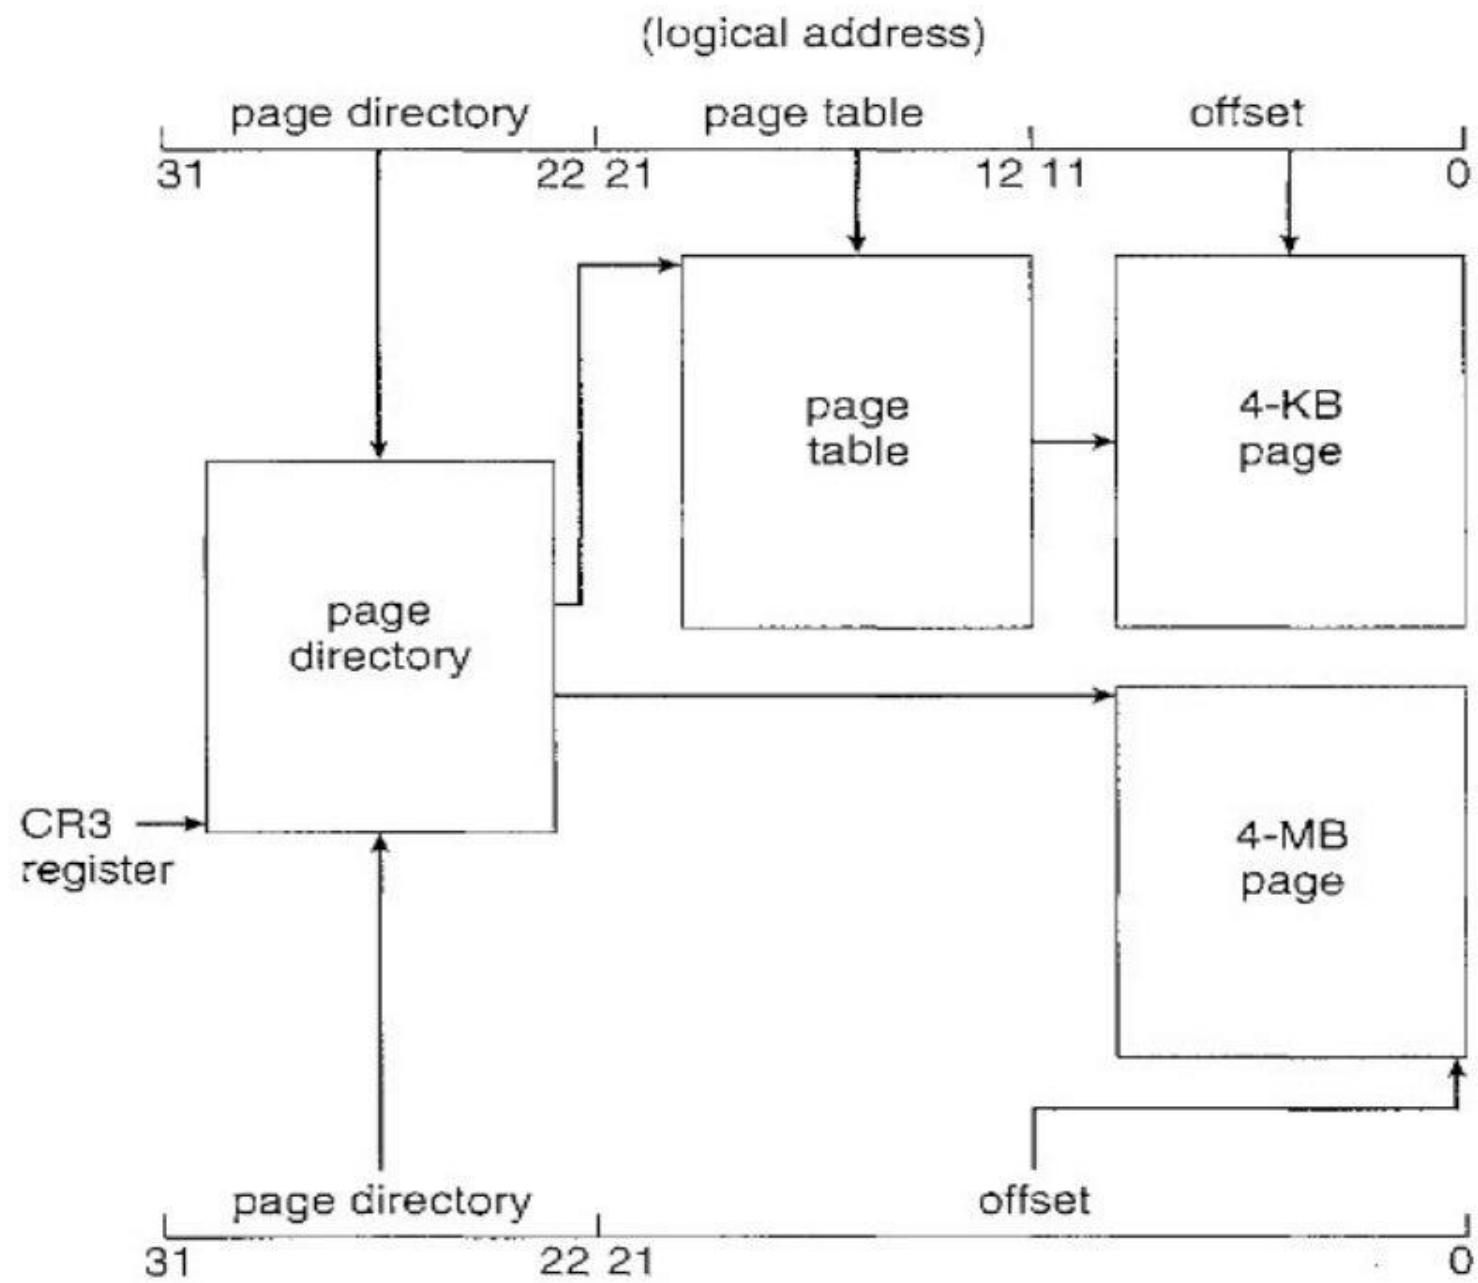 (logical address)
page directory page table offset
31 22 21 12 11 0
page
table
4-KB
page
page
directory
CR3
register
4-MB
page
page directory offset
31 22 21 0